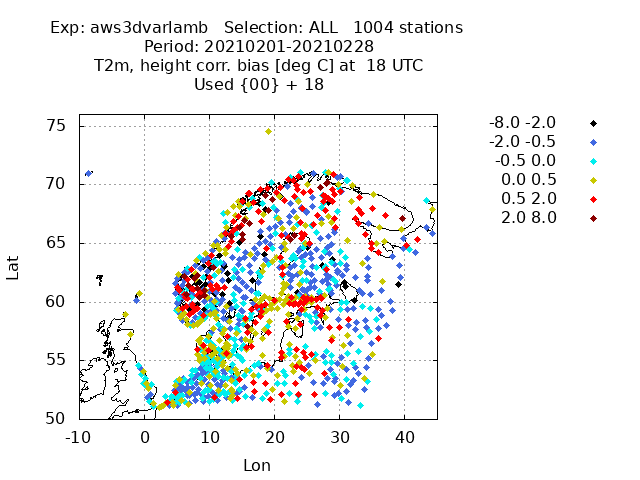 Exp: aws3dvarlamb   Selection: ALL   1004 stations
Period: 20210201-20210228
T2m, height corr. bias [deg C] at  18 UTC
Used {00} + 18
-8.0 -2.0
-2.0 -0.5
-0.5 0.0
0.0 0.5
0.5 2.0
2.0 8.0
75
70
65
60
55
50
Lat
-10 0 10 20 30 40
Lon